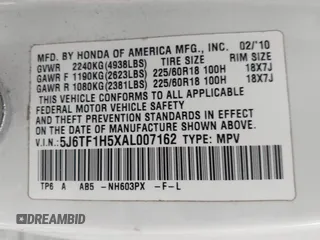 MFD. BY HONDA OF AMERICA MFG., INC. 02/'10
GVWR 2240KG(4938LBS) TIRE SIZE RIM SIZE
GAWR F 1190KG(2623LBS) 225/60R18 100H 18X7J
GAWR R 1080KG(2381LBS) 225/60R18 100H 18X7J
THIS VEHICLE CONFORMS TO ALL APPLICABLE
FEDERAL MOTOR VEHICLE SAFETY AND
THEFT PREVENTION STANDARDS IN EFFECT ON
THE DATE OF MANUFACTURE SHOWN ABOVE.
V.I.N: 5J6TF1H5XAL007162 TYPE: MPV
TP6 A AB5 -NH603PX -F-L
DREAMBID